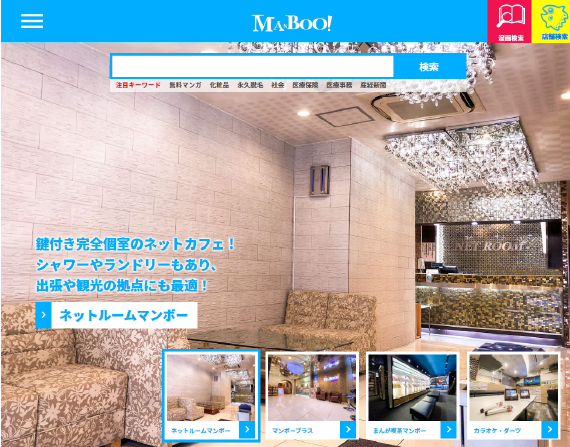 MA-BOO!
漫画検索
店舗検索
検索
注目キーワード 無料マンガ 化粧品 永久脱毛 社会 医療保険 医療事務 産経新聞
NET ROOM
鍵付き完全個室のネットカフェ！
シャワーやランドリーもあり、
出張や観光の拠点にも最適！
ネットルームマンボー
ネットルームマンボー
マンボープラス
まんが喫茶マンボー
カラオケ・ダーツ